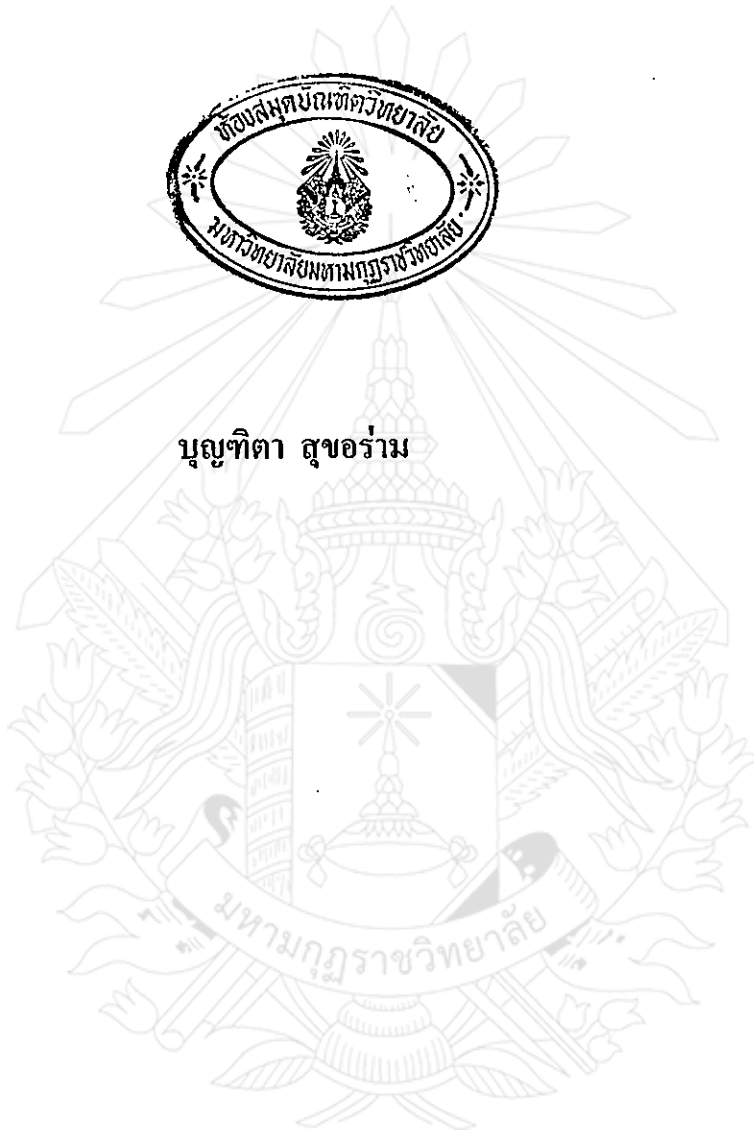 ห้องสมุดบัณฑิตวิทยาลัย
มหาวิทยาลัยมหามกุฏราชวิทยาลัย
บุญฑิตา สุขอร่าม
มหามกุฏราชวิทยาลัย